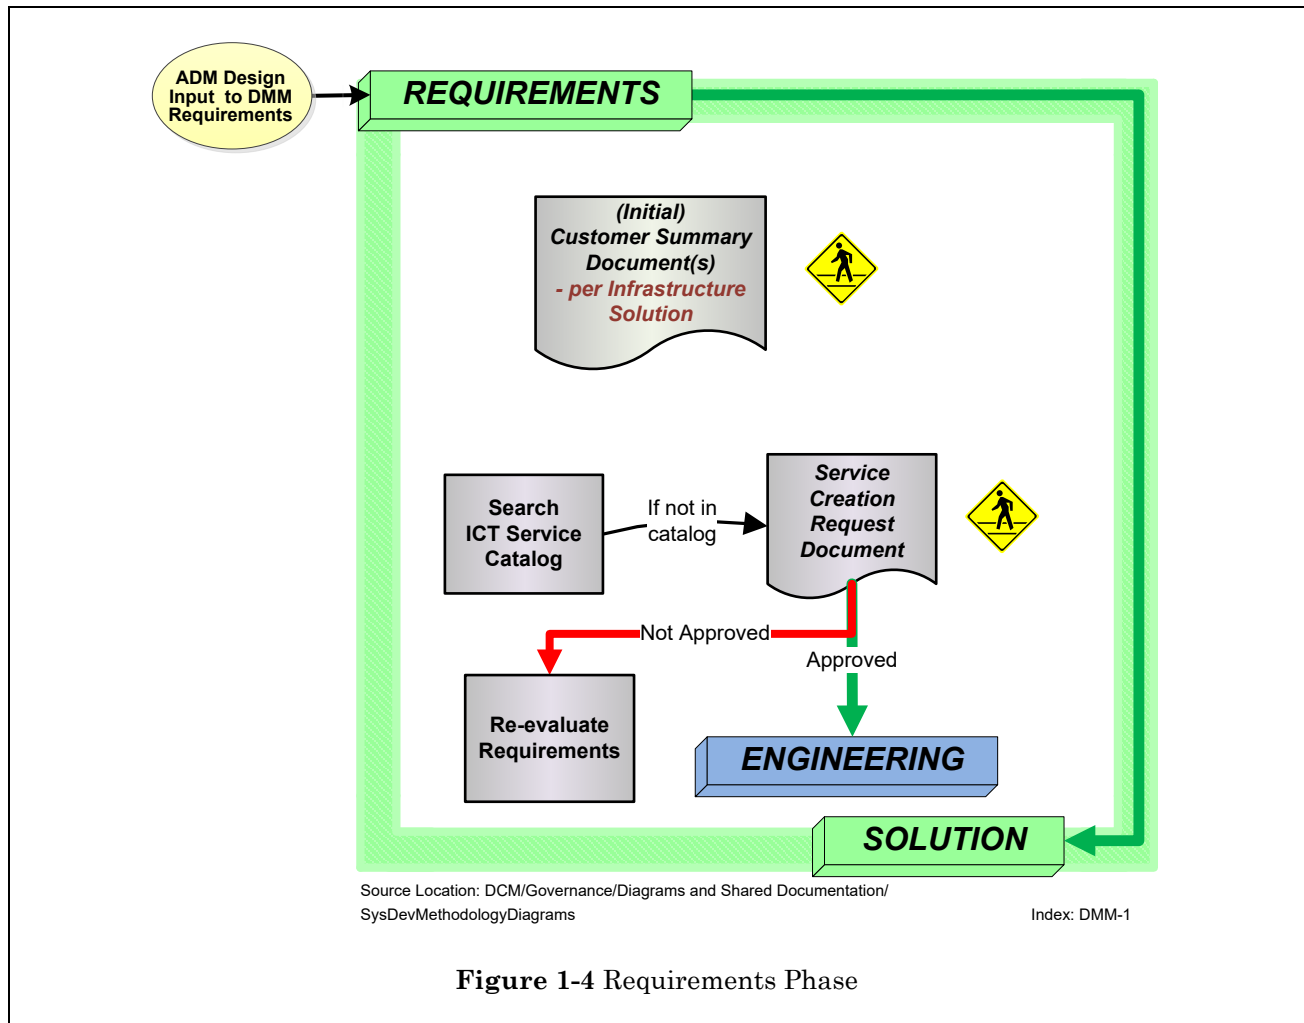 ADM Design
Input to DMM
Requirements
REQUIREMENTS
(Initial)
Customer Summary
Document(s)
- per Infrastructure
Solution
Search
ICT Service
Catalog
If not in
catalog
Service
Creation
Request
Document
Not Approved
Approved
Re-evaluate
Requirements
ENGINEERING
SOLUTION
Source Location: DCM/Governance/Diagrams and Shared Documentation/
SysDevMethodologyDiagrams
Index: DMM-1
Figure 1-4 Requirements Phase